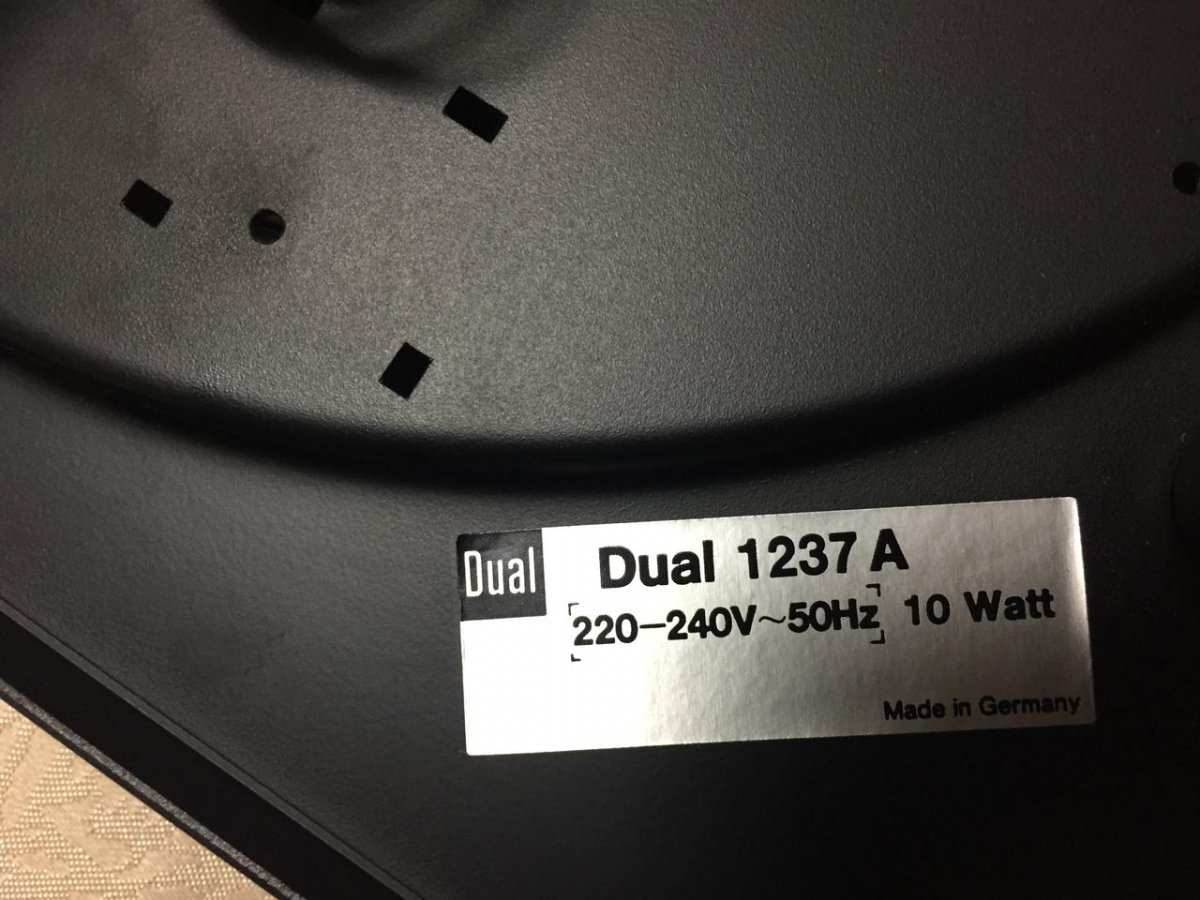 Dual
Dual 1237 A
220-240V~50Hz 10 Watt
Made in Germany